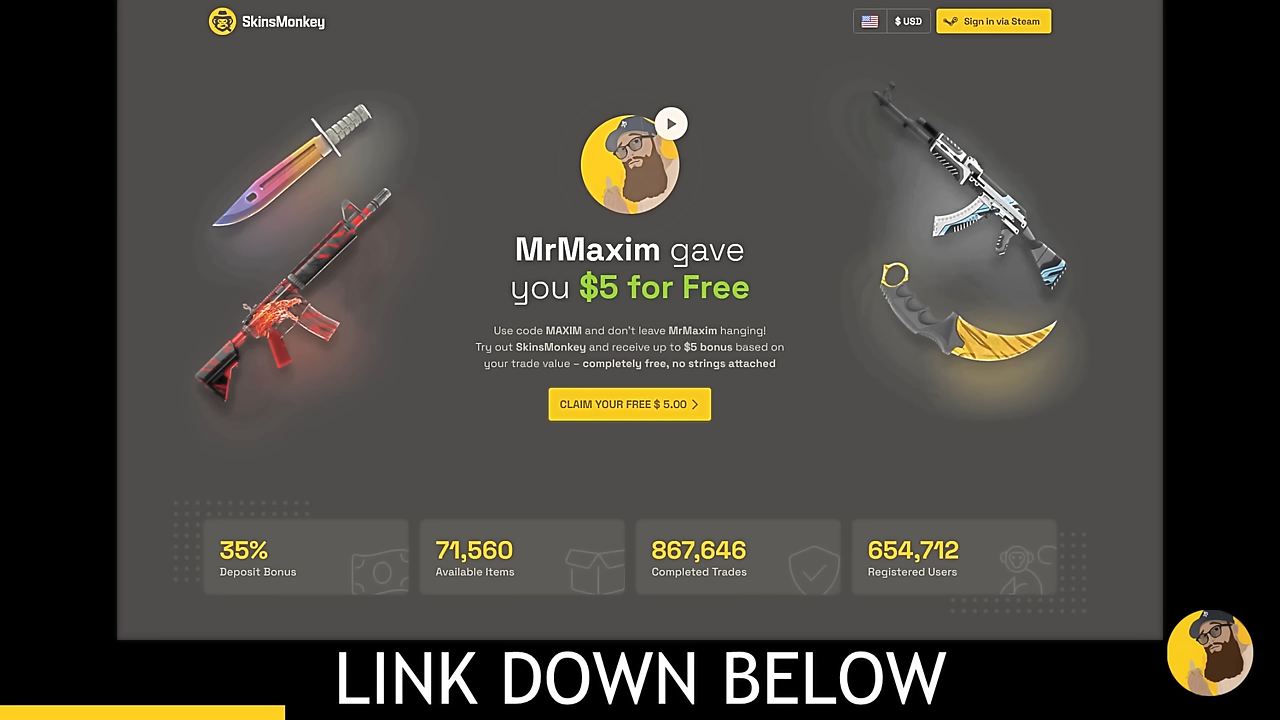 SkinsMonkey
$ USD
Sign in via Steam
MrMaxim gave
you $5 for Free
Use code MAXIM and don't leave MrMaxim hanging!
Try out SkinsMonkey and receive up to $5 bonus based on
your trade value – completely free, no strings attached
CLAIM YOUR FREE $ 5.00
35%
Deposit Bonus
71,560
Available Items
867,646
Completed Trades
654,712
Registered Users
LINK DOWN BELOW